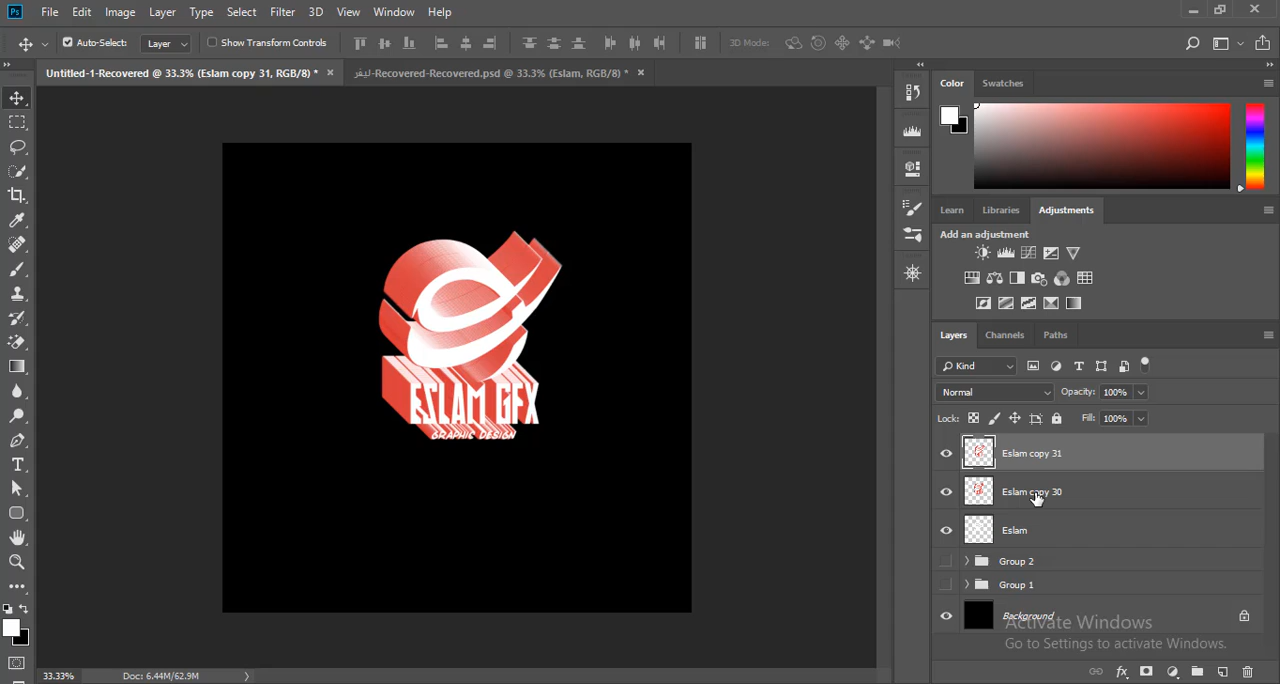 Ps File Edit Image Layer Type Select Filter 3D View Window Help
Auto-Select: Layer Show Transform Controls 3D Mode:
Untitled-1-Recovered @ 33.3% (Eslam copy 31, RGB/8) * × ليفر-Recovered-Recovered.psd @ 33.3% (Eslam, RGB/8) * ×
Color Swatches
Learn Libraries Adjustments
Add an adjustment
Layers Channels Paths
Kind
Normal Opacity: 100%
Lock: Fill: 100%
Eslam copy 31
Eslam copy 30
Eslam
Group 2
Group 1
Background
Activate Windows
Go to Settings to activate Windows.
ESLAM GFX
GRAPHIC DESIGN
33.33% Doc: 6.44M/62.9M